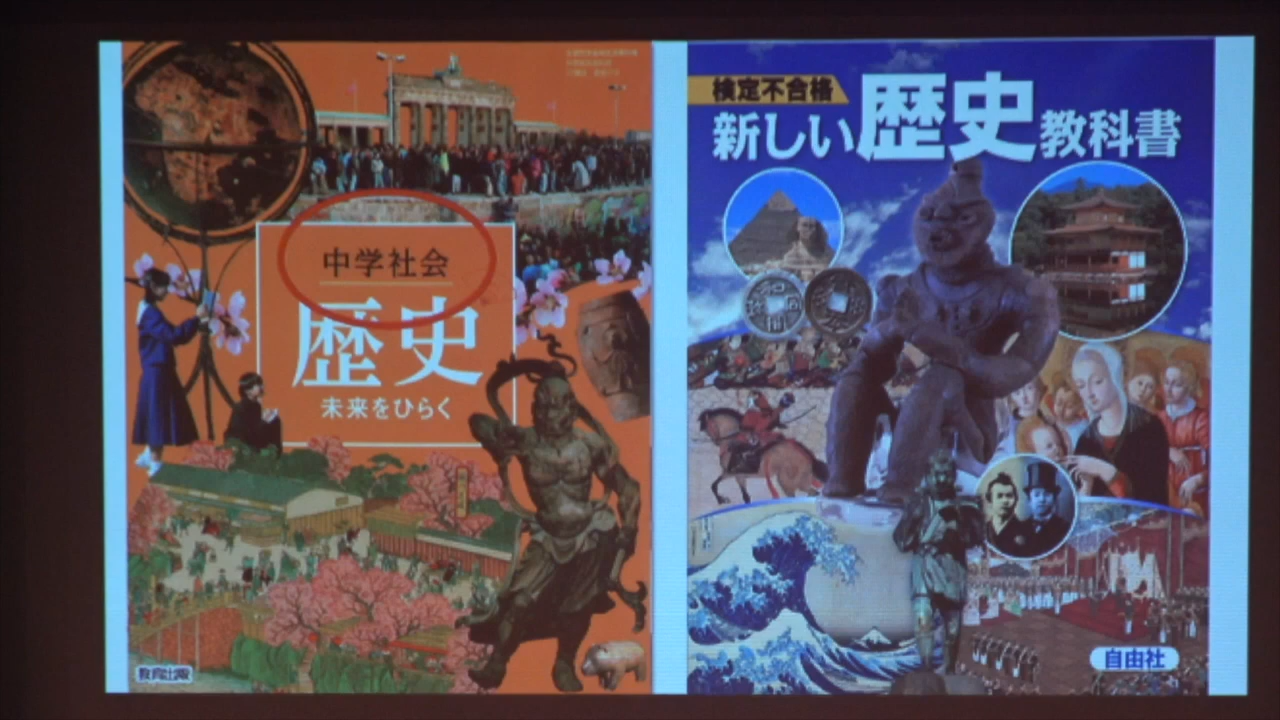 中学社会
歴史
未来をひらく
教育出版
検定不合格
新しい歴史教科書
自由社